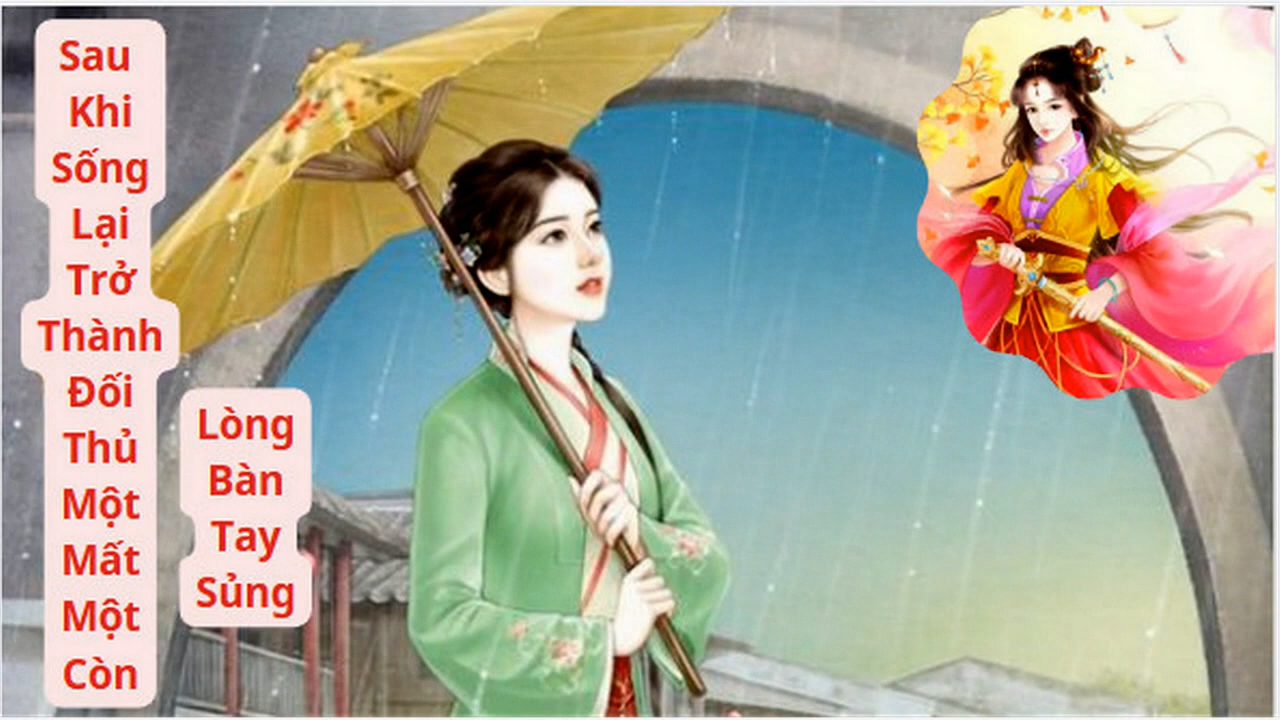 Sau
Khi
Sống
Lại
Trở
Thành
Đối
Thủ
Một
Mất
Một
Còn
Lòng
Bàn
Tay
Sủng